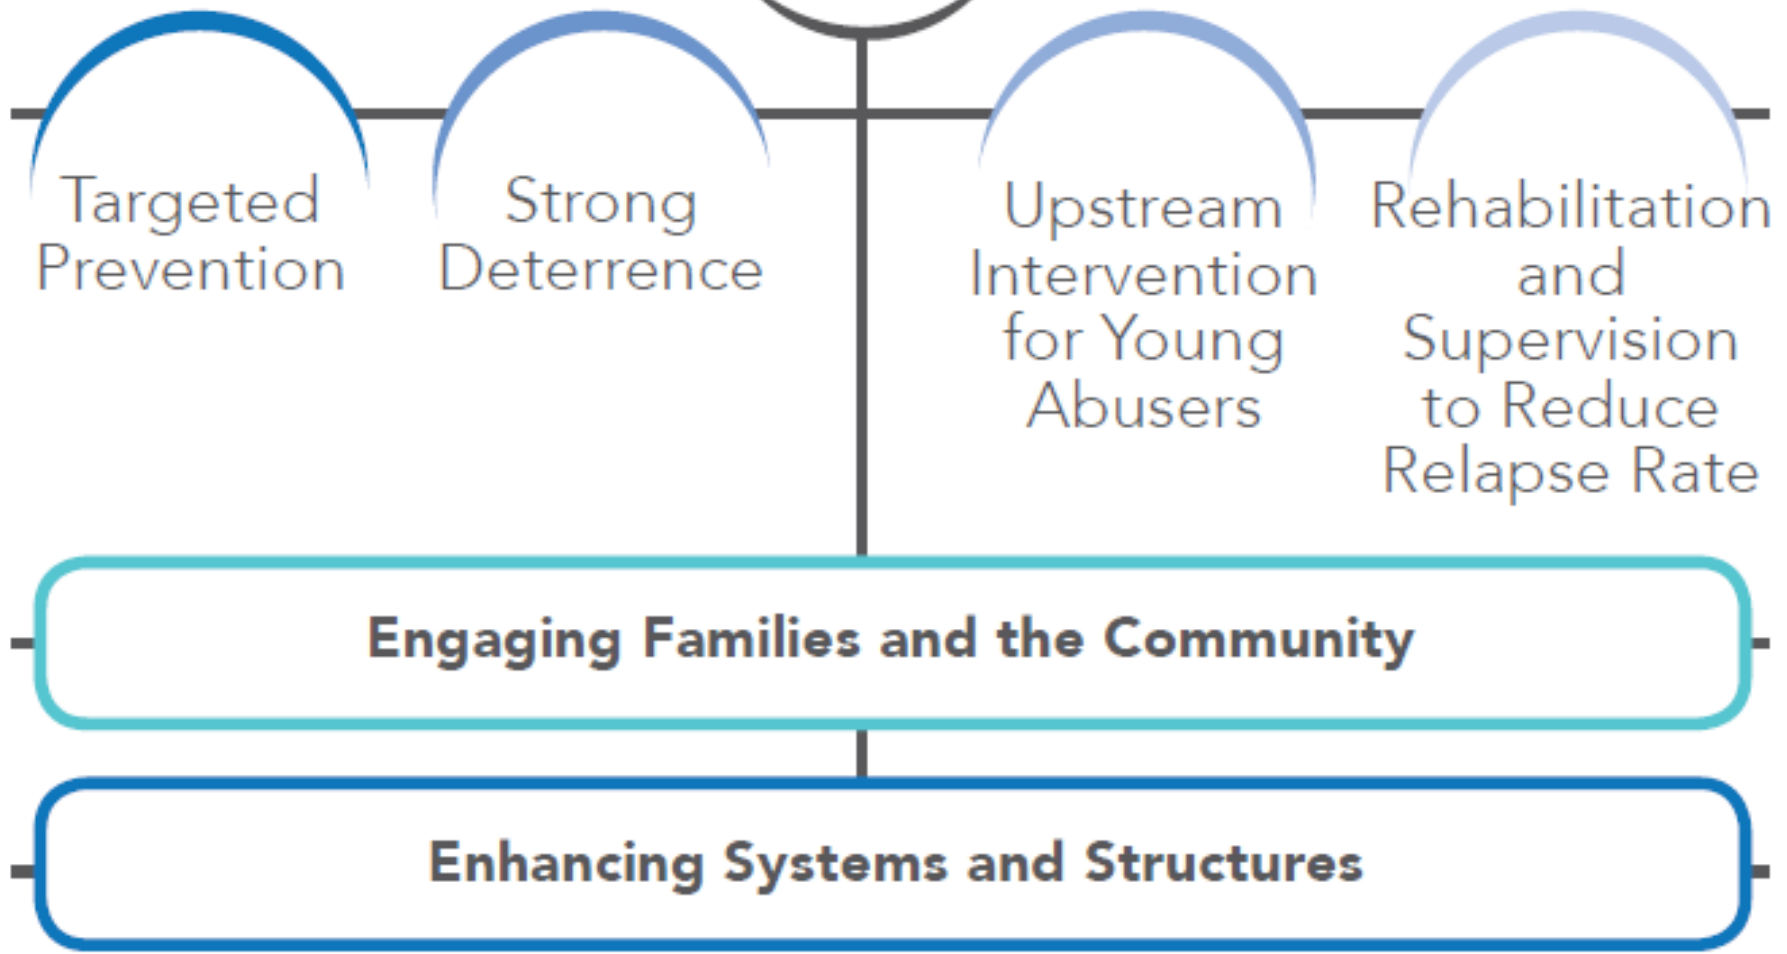 Targeted
Prevention
Strong
Deterrence
Upstream
Intervention
for Young
Abusers
Rehabilitation
and
Supervision
to Reduce
Relapse Rate
Engaging Families and the Community
Enhancing Systems and Structures